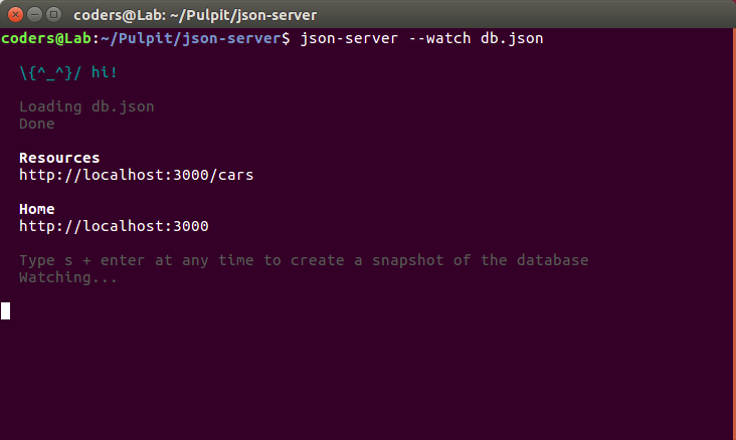 coders@Lab: ~/Pulpit/json-server
coders@Lab:~/Pulpit/json-server$ json-server --watch db.json
\{^_^}/ hi!
Loading db.json
Done
Resources
http://localhost:3000/cars
Home
http://localhost:3000
Type s + enter at any time to create a snapshot of the database
Watching...